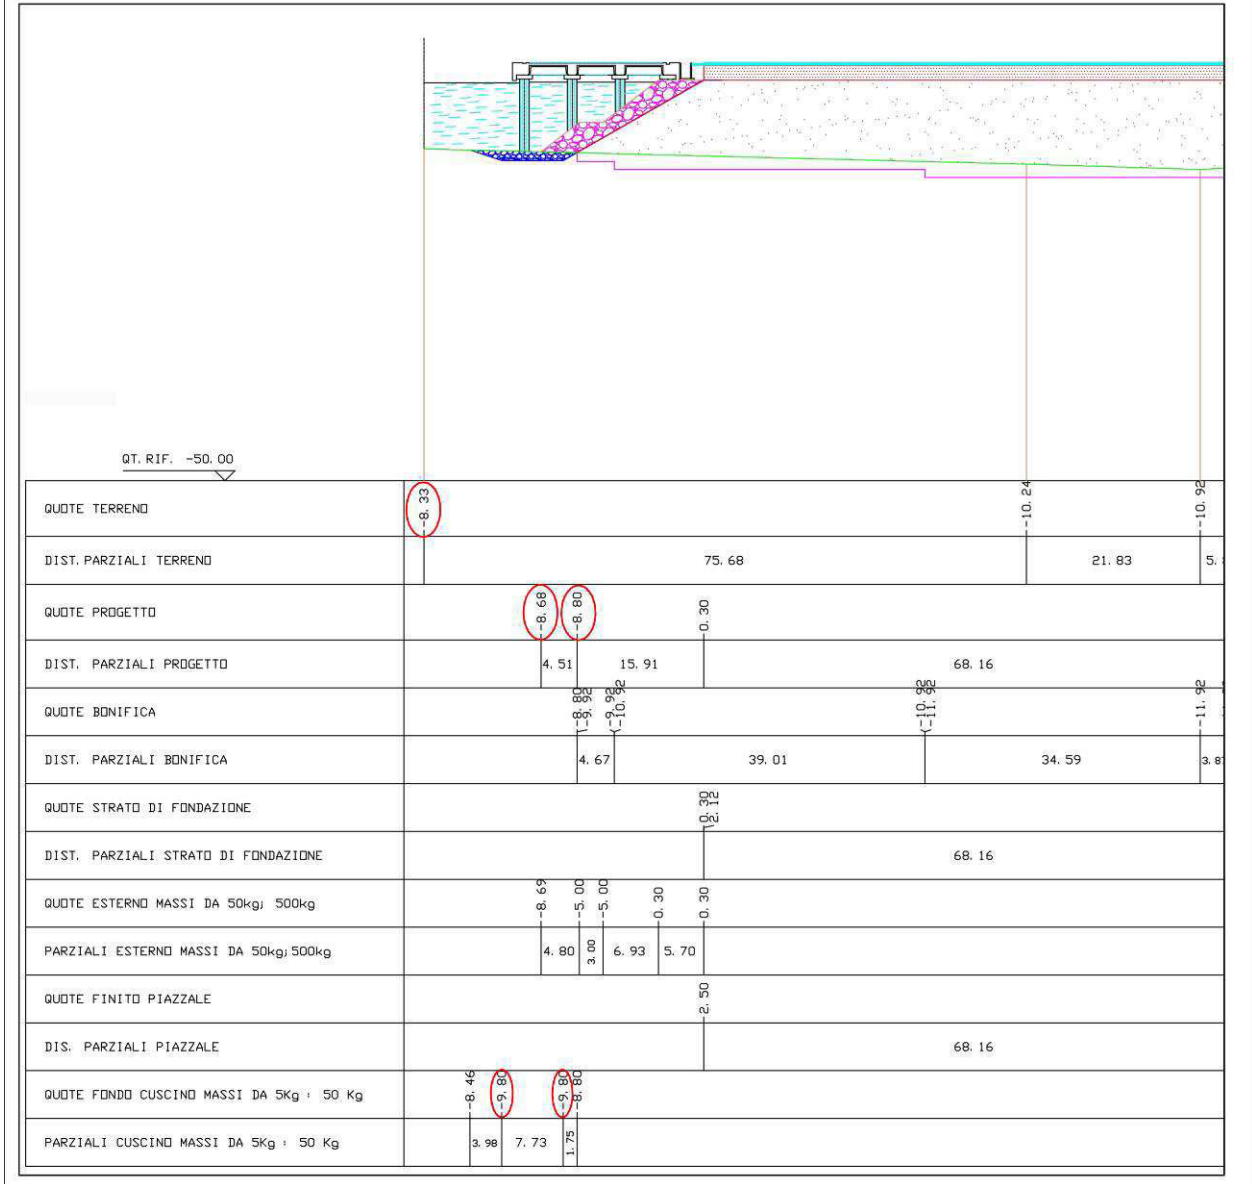 QT. RIF. -50.00
QUOTE TERRENO -8.33 -10.24 -10.92
DIST. PARZIALI TERRENO 75.68 21.83 5.
QUOTE PROGETTO -8.68 -8.80 0.30
DIST. PARZIALI PROGETTO 4.51 15.91 68.16
QUOTE BONIFICA -8.80 -9.92 -9.92 -10.92 -10.92 -11.92 -11.92
DIST. PARZIALI BONIFICA 4.67 39.01 34.59 3.8
QUOTE STRATO DI FONDAZIONE 0.30 2.12
DIST. PARZIALI STRATO DI FONDAZIONE 68.16
QUOTE ESTERNO MASSI DA 50kg; 500kg -8.69 -5.00 -5.00 0.30 0.30
PARZIALI ESTERNO MASSI DA 50kg;500kg 4.80 3.00 6.93 5.70
QUOTE FINITO PIAZZALE 2.50
DIS. PARZIALI PIAZZALE 68.16
QUOTE FONDO CUSCINO MASSI DA 5Kg : 50 Kg -8.46 -9.80 -9.80 -8.80
PARZIALI CUSCINO MASSI DA 5Kg : 50 Kg 3.98 7.73 1.75